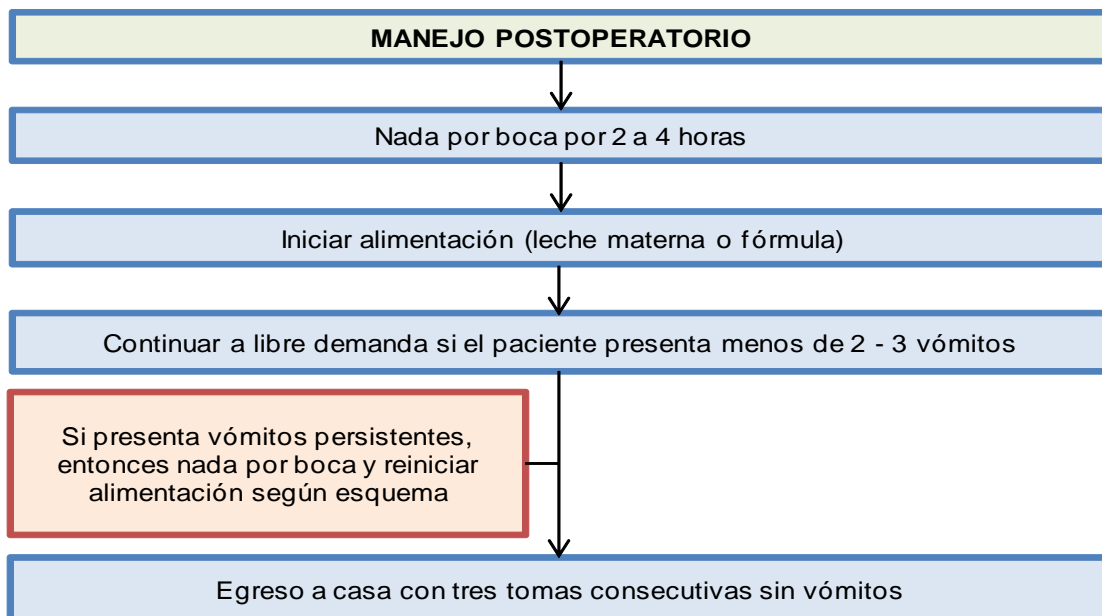 MANEJO POSTOPERATORIO
Nada por boca por 2 a 4 horas
Iniciar alimentación (leche materna o fórmula)
Continuar a libre demanda si el paciente presenta menos de 2 - 3 vómitos
Si presenta vómitos persistentes,
entonces nada por boca y reiniciar
alimentación según esquema
Egreso a casa con tres tomas consecutivas sin vómitos